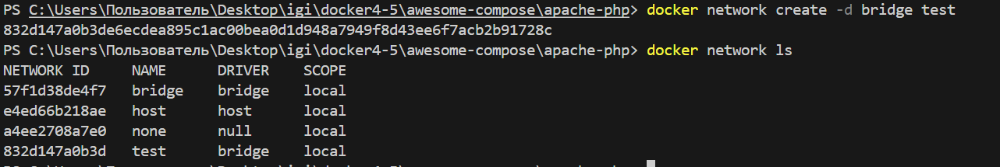 PS C:\Users\Пользователь\Desktop\igi\docker4-5\awesome-compose\apache-php> docker network create -d bridge test
832d147a0b3de6ecdea895c1ac00bea0d1d948a7949f8d43ee6f7acb2b91728c
PS C:\Users\Пользователь\Desktop\igi\docker4-5\awesome-compose\apache-php> docker network ls
NETWORK ID     NAME      DRIVER    SCOPE
57f1d38de4f7   bridge    bridge    local
e4ed66b218ae   host      host      local
a4ee2708a7e0   none      null      local
832d147a0b3d   test      bridge    local